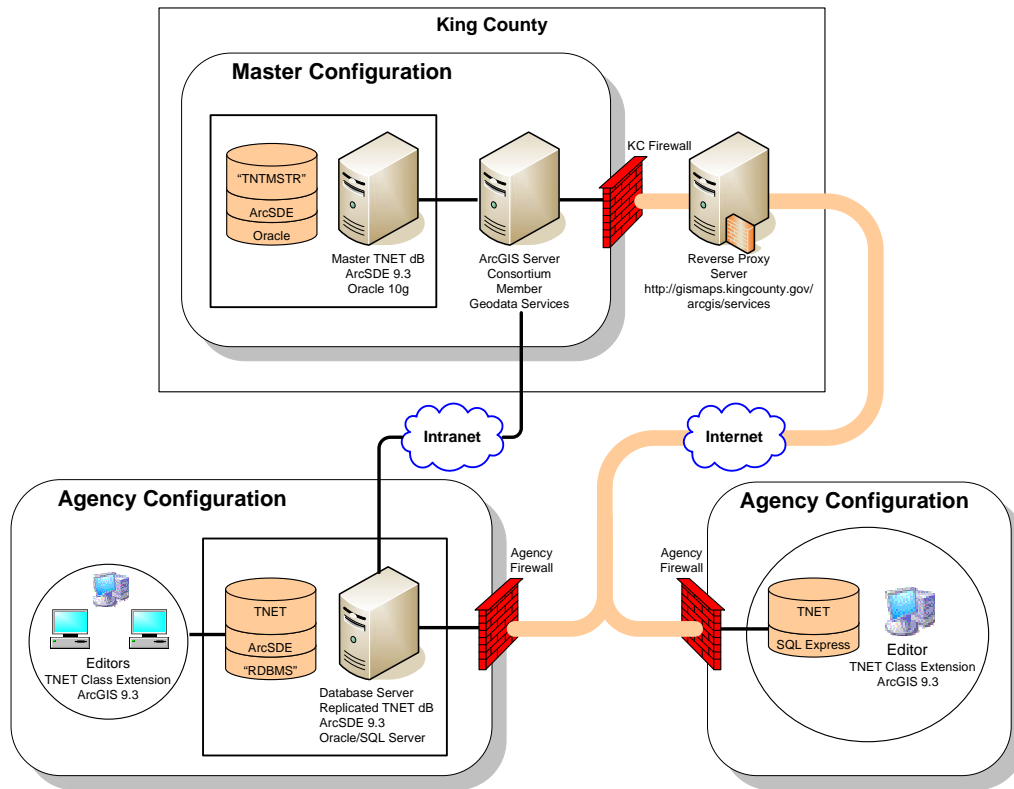 King County
Master Configuration
"TNTMSTR"
ArcSDE
Oracle
Master TNET dB
ArcSDE 9.3
Oracle 10g
ArcGIS Server
Consortium
Member
Geodata Services
KC Firewall
Reverse Proxy
Server
http://gismaps.kingcounty.gov/
arcgis/services
Intranet
Internet
Agency Configuration
Editors
TNET Class Extension
ArcGIS 9.3
TNET
ArcSDE
"RDBMS"
Database Server
Replicated TNET dB
ArcSDE 9.3
Oracle/SQL Server
Agency
Firewall
Agency
Firewall
Agency Configuration
TNET
SQL Express
Editor
TNET Class Extension
ArcGIS 9.3